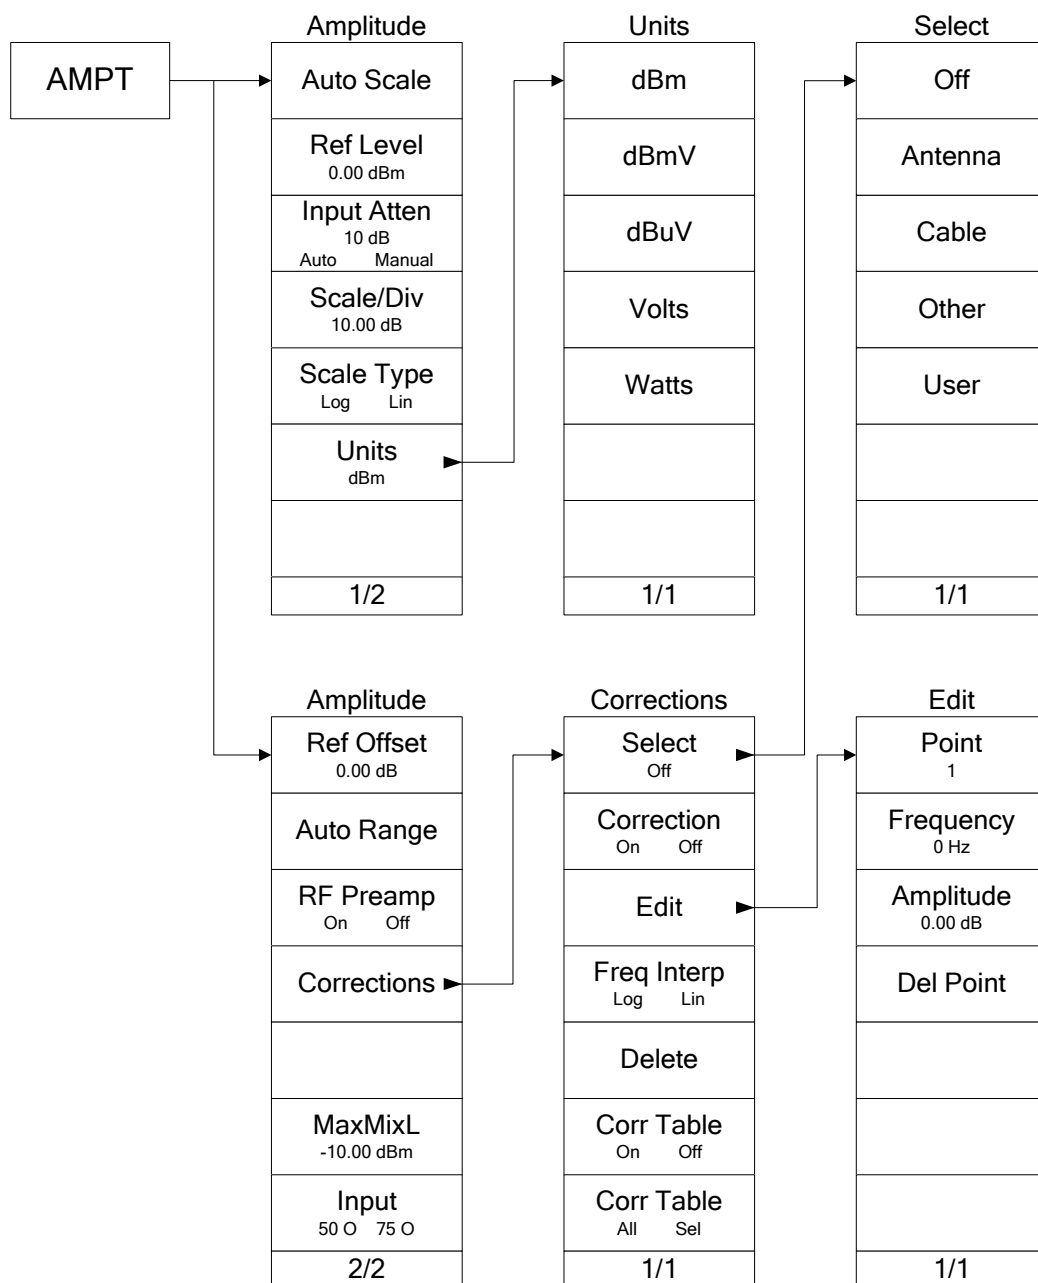 AMPT
Amplitude
Auto Scale
Ref Level
0.00 dBm
Input Atten
10 dB
Auto Manual
Scale/Div
10.00 dB
Scale Type
Log Lin
Units
dBm
1/2
Units
dBm
dBmV
dBuV
Volts
Watts
1/1
Select
Off
Antenna
Cable
Other
User
1/1
Amplitude
Ref Offset
0.00 dB
Auto Range
RF Preamp
On Off
Corrections
MaxMixL
-10.00 dBm
Input
50 O 75 O
2/2
Corrections
Select
Off
Correction
On Off
Edit
Freq Interp
Log Lin
Delete
Corr Table
On Off
Corr Table
All Sel
1/1
Edit
Point
1
Frequency
0 Hz
Amplitude
0.00 dB
Del Point
1/1